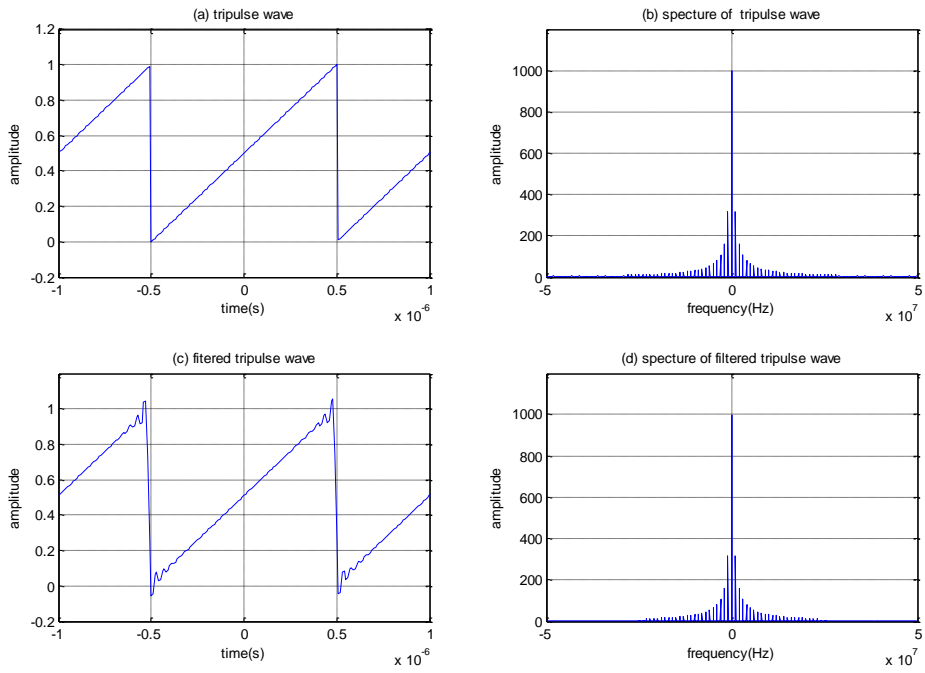 (a) tripulse wave
1.2
1
0.8
0.6
0.4
0.2
0
-0.2
amplitude
-1
-0.5
0
0.5
1
time(s)
x 10^-6
(b) specture of tripulse wave
1000
800
600
400
200
0
amplitude
-5
0
5
frequency(Hz)
x 10^7
(c) fitered tripulse wave
1
0.8
0.6
0.4
0.2
0
-0.2
amplitude
-1
-0.5
0
0.5
1
time(s)
x 10^-6
(d) specture of filtered tripulse wave
1000
800
600
400
200
0
amplitude
-5
0
5
frequency(Hz)
x 10^7